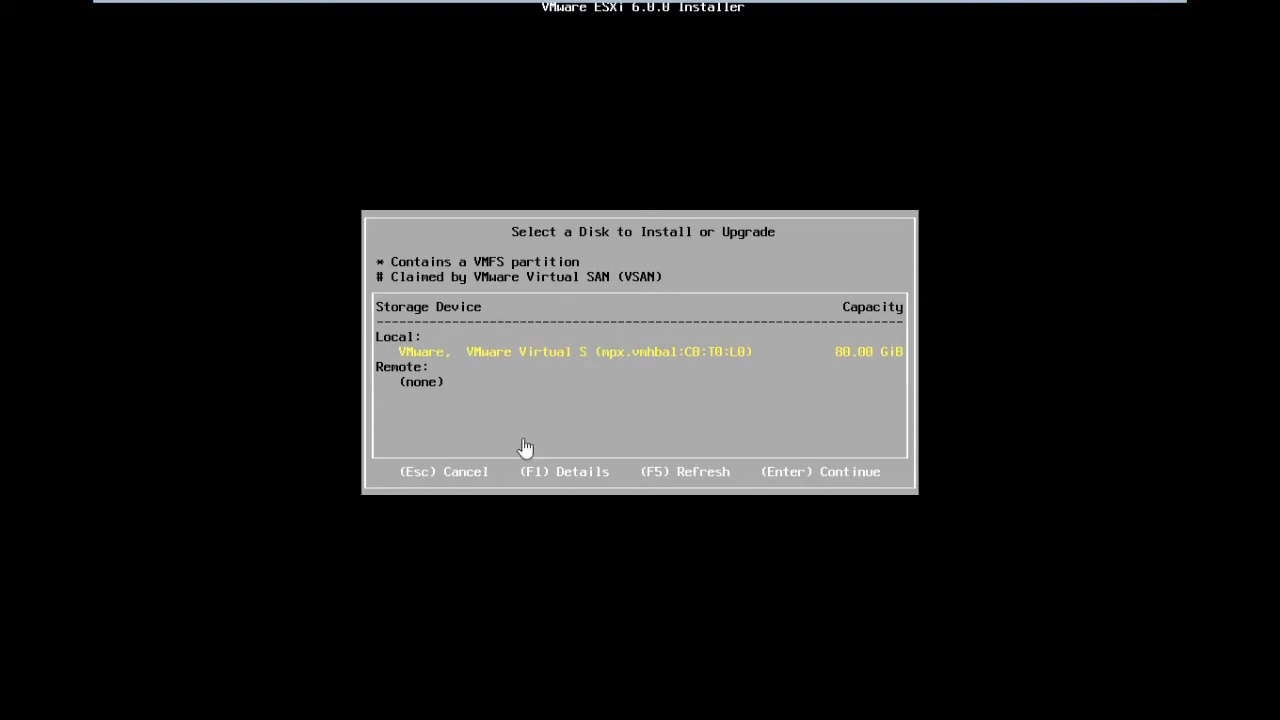 VMware ESXi 6.0.0 Installer
Select a Disk to Install or Upgrade
* Contains a VMFS partition
# Claimed by VMware Virtual SAN (VSAN)
Storage Device Capacity
--------------------------------------------------------------------
Local:
VMware,  VMware Virtual S (mpx.vmhba1:C0:T0:L0) 80.00 GiB
Remote:
(none)
(Esc) Cancel (F1) Details (F5) Refresh (Enter) Continue